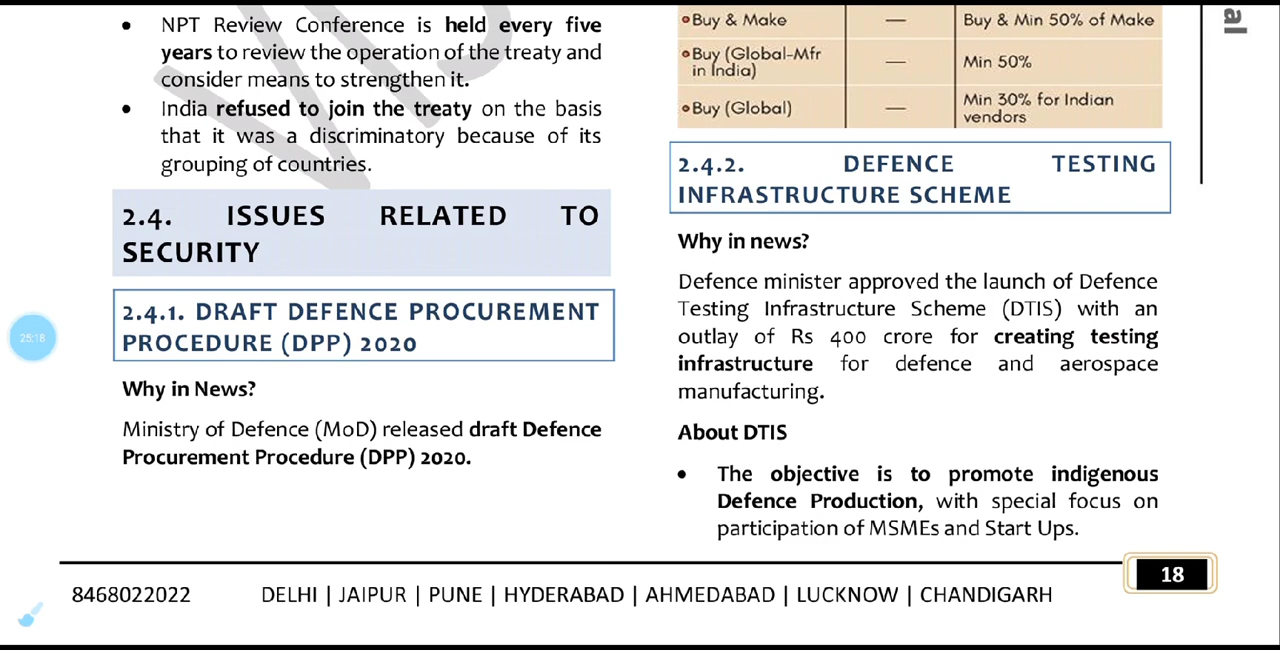 • NPT Review Conference is held every five
years to review the operation of the treaty and
consider means to strengthen it.
• India refused to join the treaty on the basis
that it was a discriminatory because of its
grouping of countries.
2.4. ISSUES RELATED TO
SECURITY
2.4.1. DRAFT DEFENCE PROCUREMENT
PROCEDURE (DPP) 2020
Why in News?
Ministry of Defence (MoD) released draft Defence
Procurement Procedure (DPP) 2020.
Buy & Make — Buy & Min 50% of Make
Buy (Global-Mfr
in India) — Min 50%
Buy (Global) — Min 30% for Indian
vendors
2.4.2. DEFENCE TESTING
INFRASTRUCTURE SCHEME
Why in news?
Defence minister approved the launch of Defence
Testing Infrastructure Scheme (DTIS) with an
outlay of Rs 400 crore for creating testing
infrastructure for defence and aerospace
manufacturing.
About DTIS
• The objective is to promote indigenous
Defence Production, with special focus on
participation of MSMEs and Start Ups.
18
8468022022 DELHI | JAIPUR | PUNE | HYDERABAD | AHMEDABAD | LUCKNOW | CHANDIGARH
25:18
al